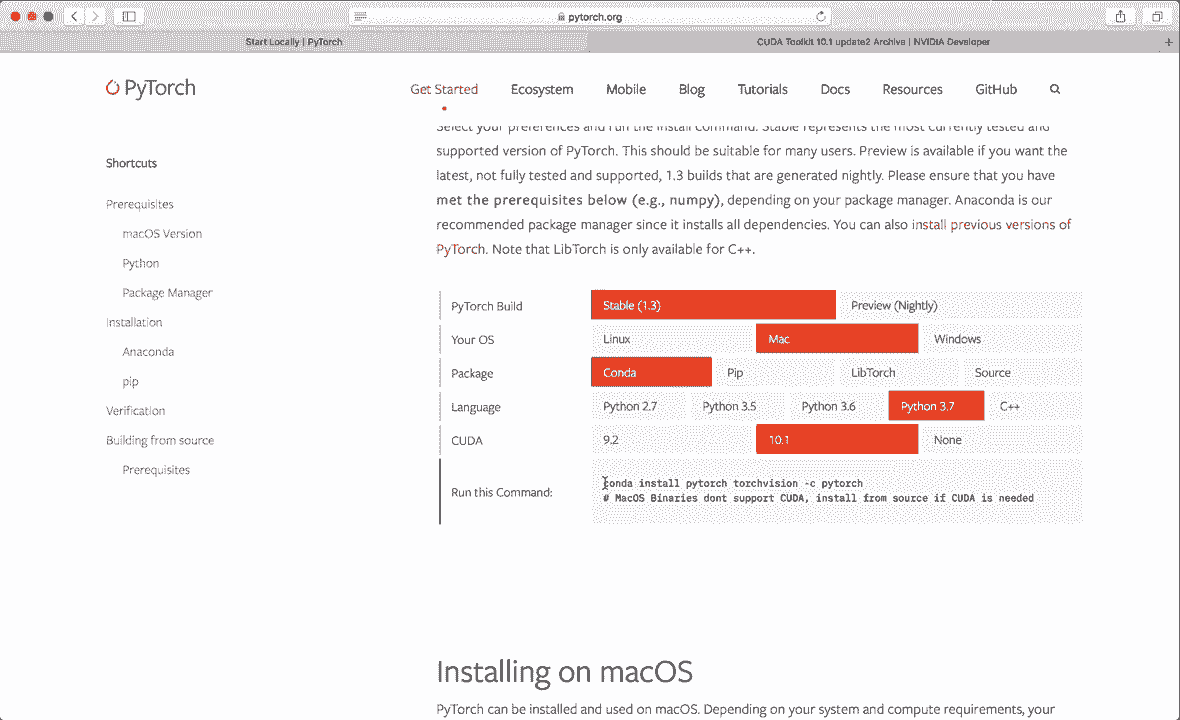 pytorch.org
Start Locally | PyTorch
CUDA Toolkit 10.1 update2 Archive | NVIDIA Developer
PyTorch
Get Started
Ecosystem
Mobile
Blog
Tutorials
Docs
Resources
GitHub
Shortcuts
Prerequisites
macOS Version
Python
Package Manager
Installation
Anaconda
pip
Verification
Building from source
Prerequisites
Select your preferences and run the install command. Stable represents the most currently tested and
supported version of PyTorch. This should be suitable for many users. Preview is available if you want the
latest, not fully tested and supported, 1.3 builds that are generated nightly. Please ensure that you have
met the prerequisites below (e.g., numpy), depending on your package manager. Anaconda is our
recommended package manager since it installs all dependencies. You can also install previous versions of
PyTorch. Note that LibTorch is only available for C++.
PyTorch Build
Stable (1.3)
Preview (Nightly)
Your OS
Linux
Mac
Windows
Package
Conda
Pip
LibTorch
Source
Language
Python 2.7
Python 3.5
Python 3.6
Python 3.7
C++
CUDA
9.2
10.1
None
Run this Command:
conda install pytorch torchvision -c pytorch
# MacOS Binaries dont support CUDA, install from source if CUDA is needed
Installing on macOS
PyTorch can be installed and used on macOS. Depending on your system and compute requirements, your